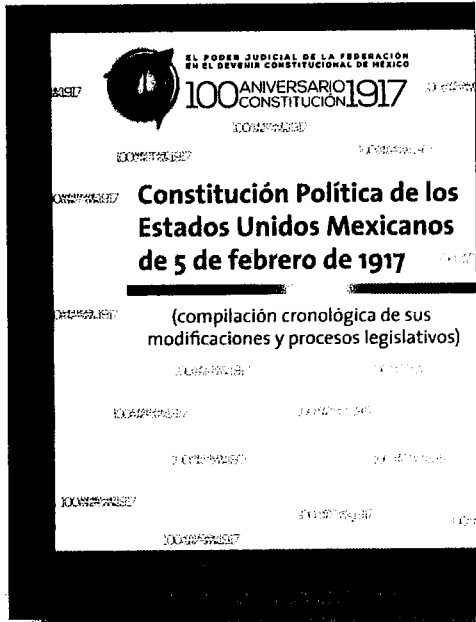 EL PODER JUDICIAL DE LA FEDERACIÓN
EN EL DEVENIR CONSTITUCIONAL DE MÉXICO
100 ANIVERSARIO CONSTITUCIÓN 1917
Constitución Política de los
Estados Unidos Mexicanos
de 5 de febrero de 1917
(compilación cronológica de sus
modificaciones y procesos legislativos)